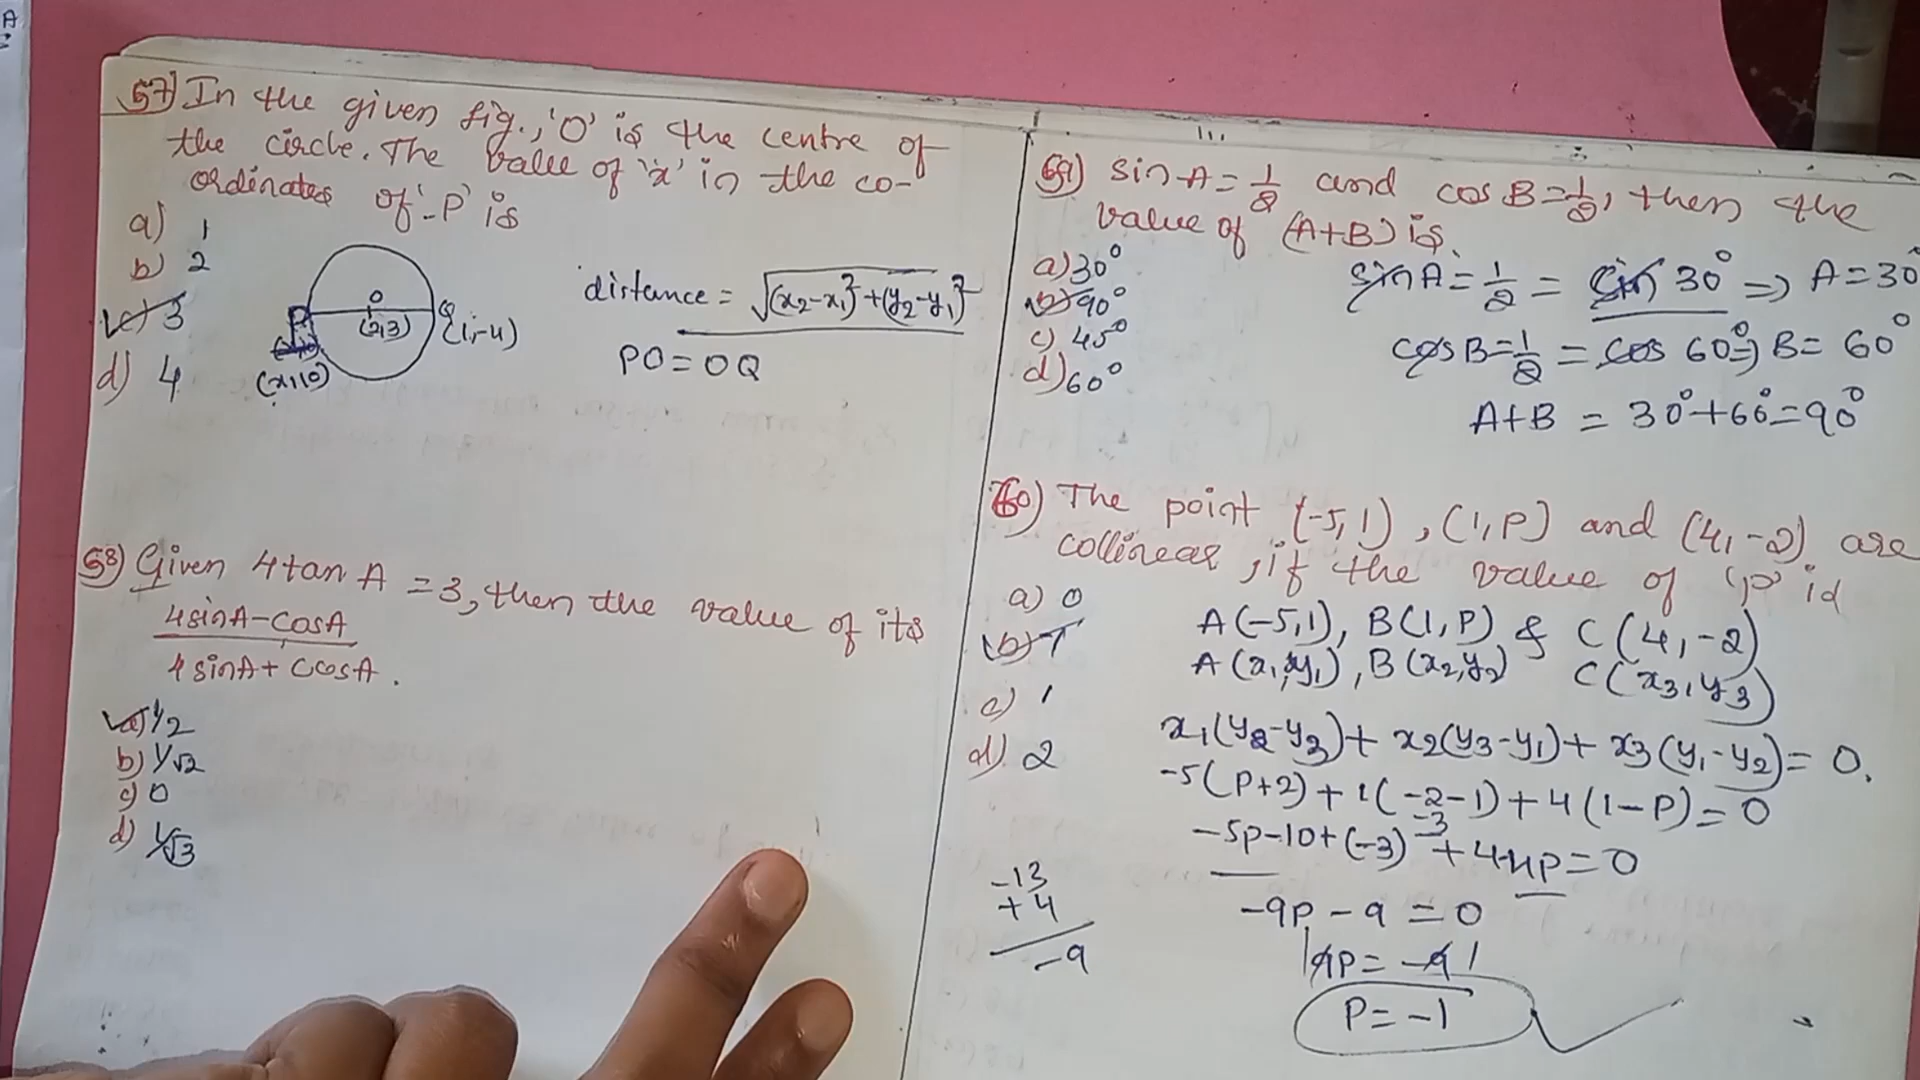 57) In the given fig., 'O' is the centre of
the circle. The value of 'x' in the co-
ordinates of '-P' is
a) 1
b) 2
c) 3
d) 4
P
O
(2,3)
Q(1,-4)
(x,10)
distance = √(x₂-x₁)²+(y₂-y₁)²
PO = OQ
58) Given 4 tan A = 3, then the value of its
4sinA-cosA
4 sinA+ CcosA.
a) 1/2
b) 1/√2
c) 0
d) 1/√3
59) sin A = 1/2 and cos B = 1/2, then the
value of (A+B) is.
a) 30°
b) 90°
c) 45°
d) 60°
sin A = 1/2 = sin 30° ⇒ A = 30°
cos B = 1/2 = cos 60° ⇒ B = 60°
A+B = 30°+60°=90°
60) The point (-5,1), (1,P) and (4,-2) are
collinear, if the value of 'P' id
a) 0
b) -1
c) 1
d) 2
A(-5,1), B(1,P) & C(4,-2)
A(x₁,y₁), B(x₂,y₂) C(x₃,y₃)
x₁(y₂-y₃)+ x₂(y₃-y₁)+ x₃(y₁-y₂)= 0.
-5(P+2)+1(-2-1)+4(1-P)=0
-3
-5p-10+(-3)+4-4p=0
-13
+4
-9
-9p-9=0
9p= -9 1
P= -1